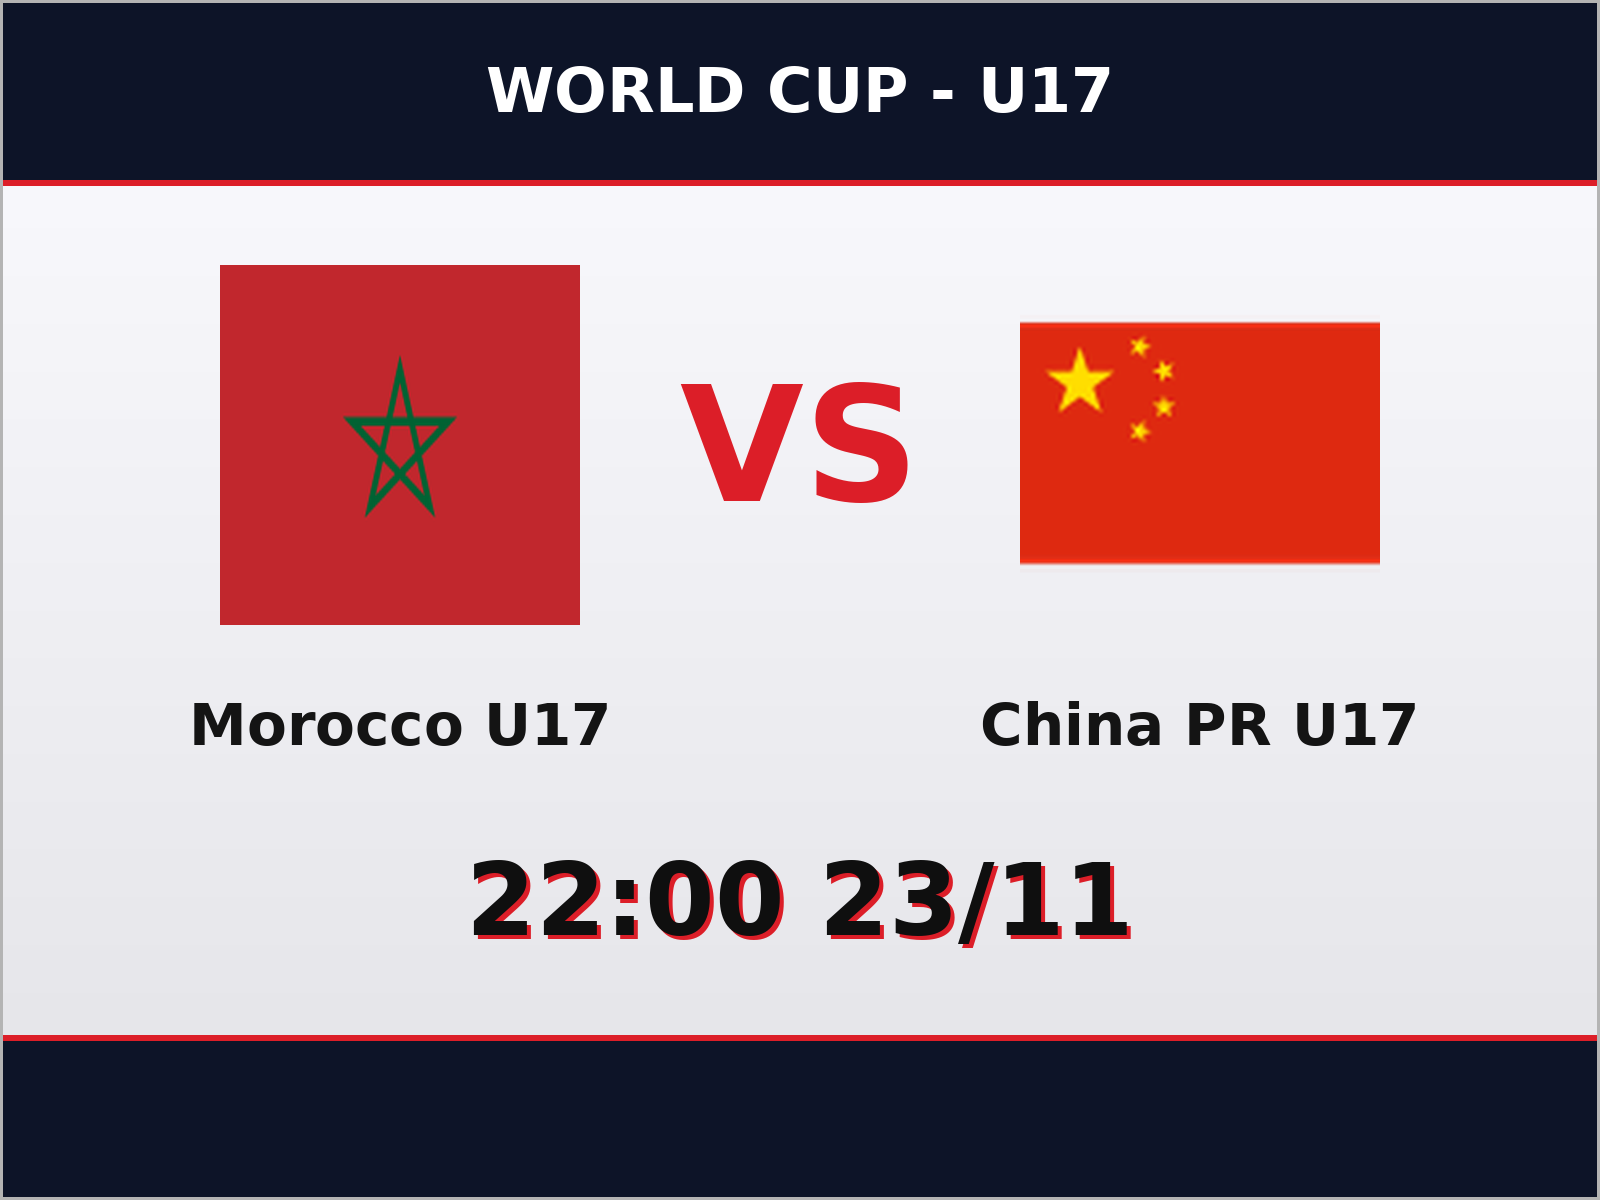 WORLD CUP - U17
VS
Morocco U17
China PR U17
22:00 23/11